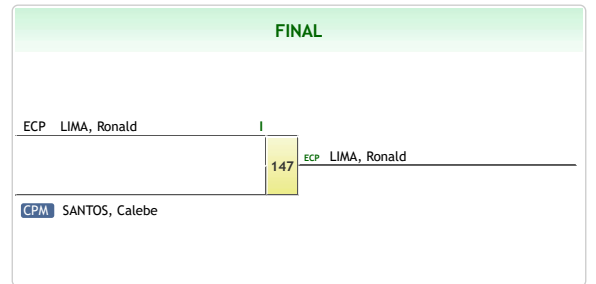 FINAL
ECP LIMA, Ronald I
147 ECP LIMA, Ronald
CPM SANTOS, Calebe